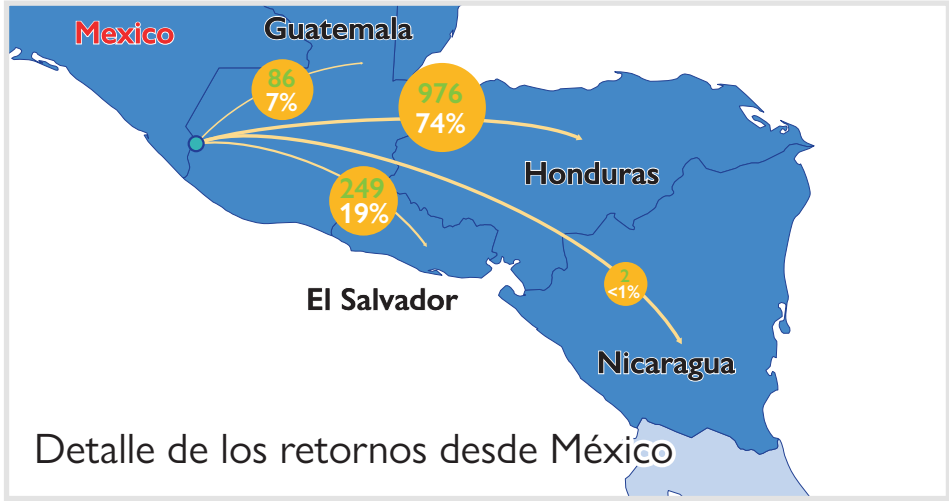 Mexico
Guatemala
86
7%
976
74%
Honduras
249
19%
2
<1%
El Salvador
Nicaragua
Detalle de los retornos desde México